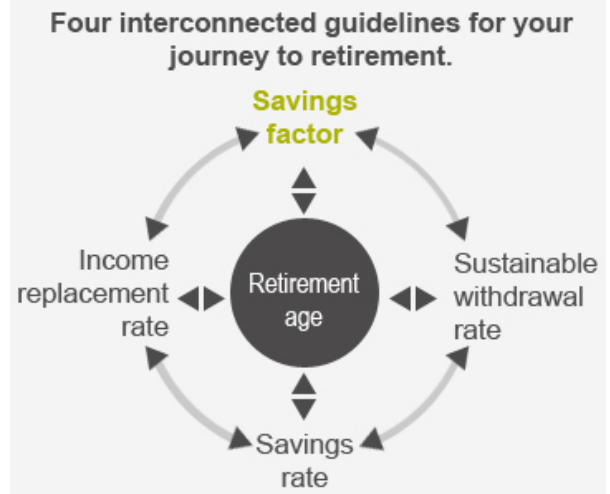 Four interconnected guidelines for your
journey to retirement.
Savings
factor
Income
replacement
rate
Retirement
age
Sustainable
withdrawal
rate
Savings
rate